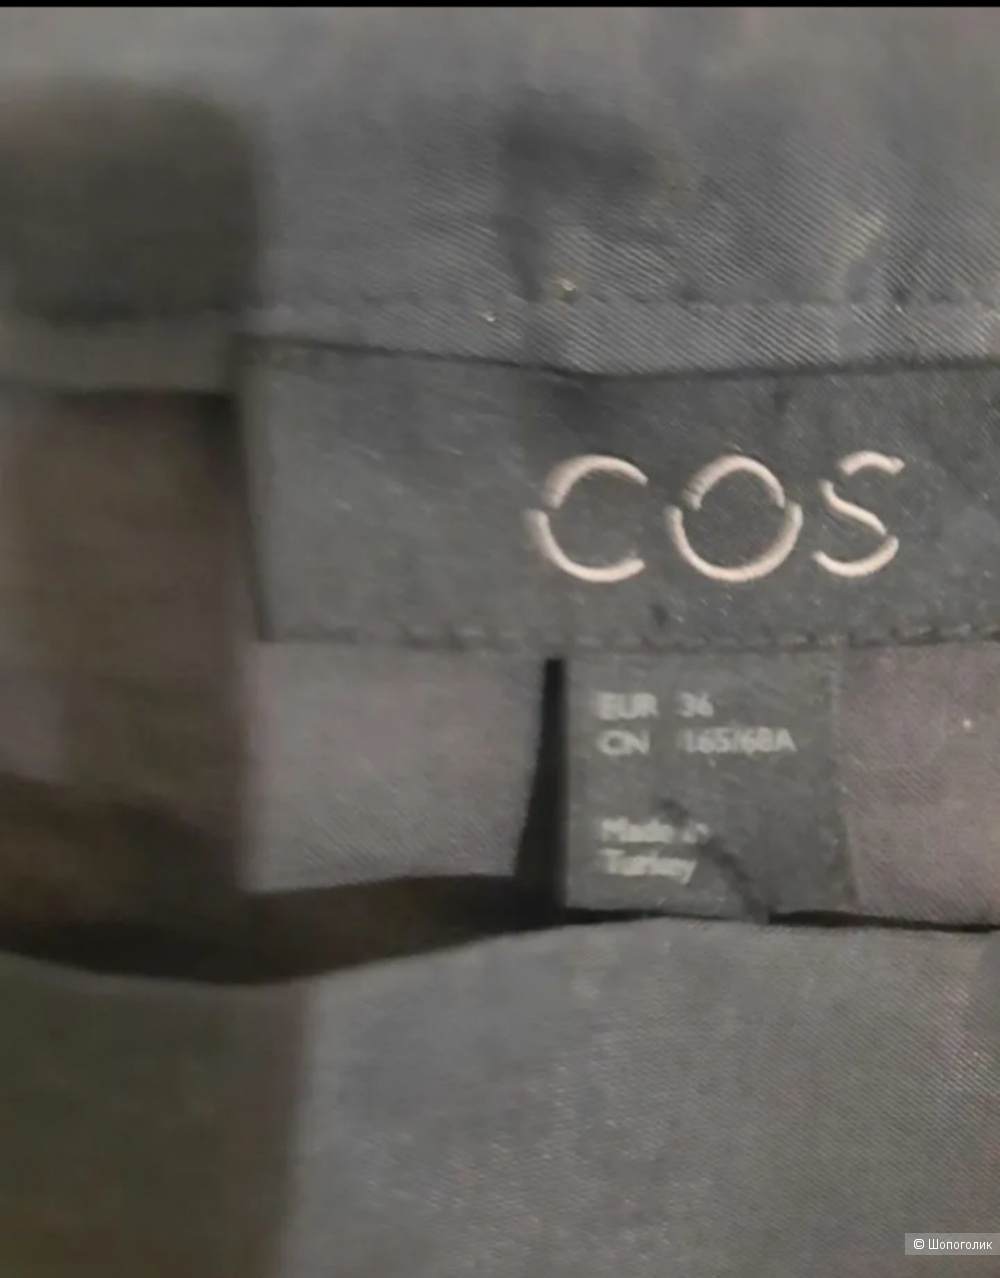 COS
EUR 36
CN 165/68A
Made in
Turkey
© Шопоголик